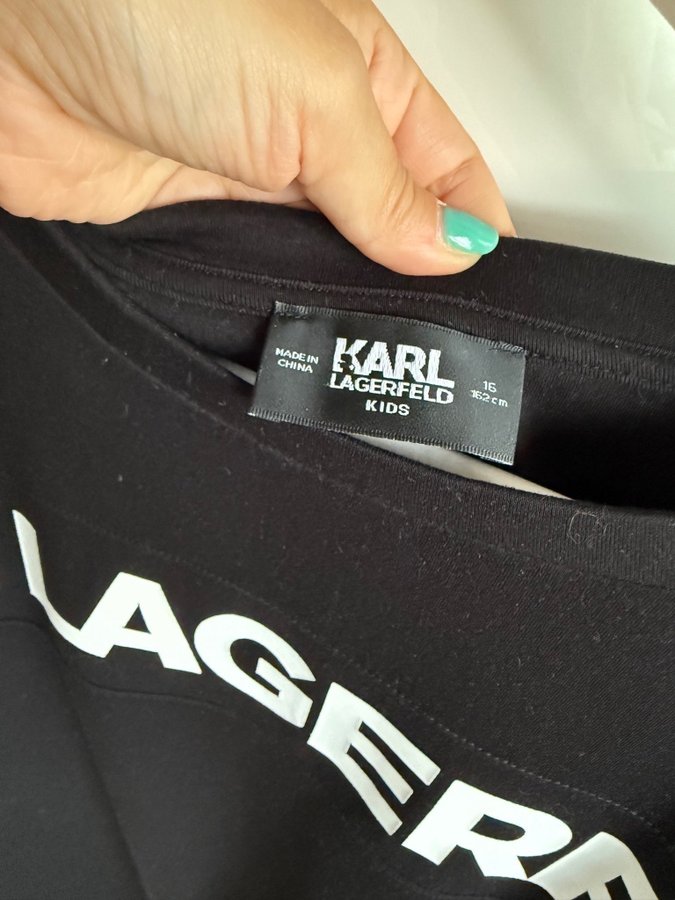 MADE IN
CHINA
KARL
LAGERFELD
KIDS
16
162cm
LAGERF